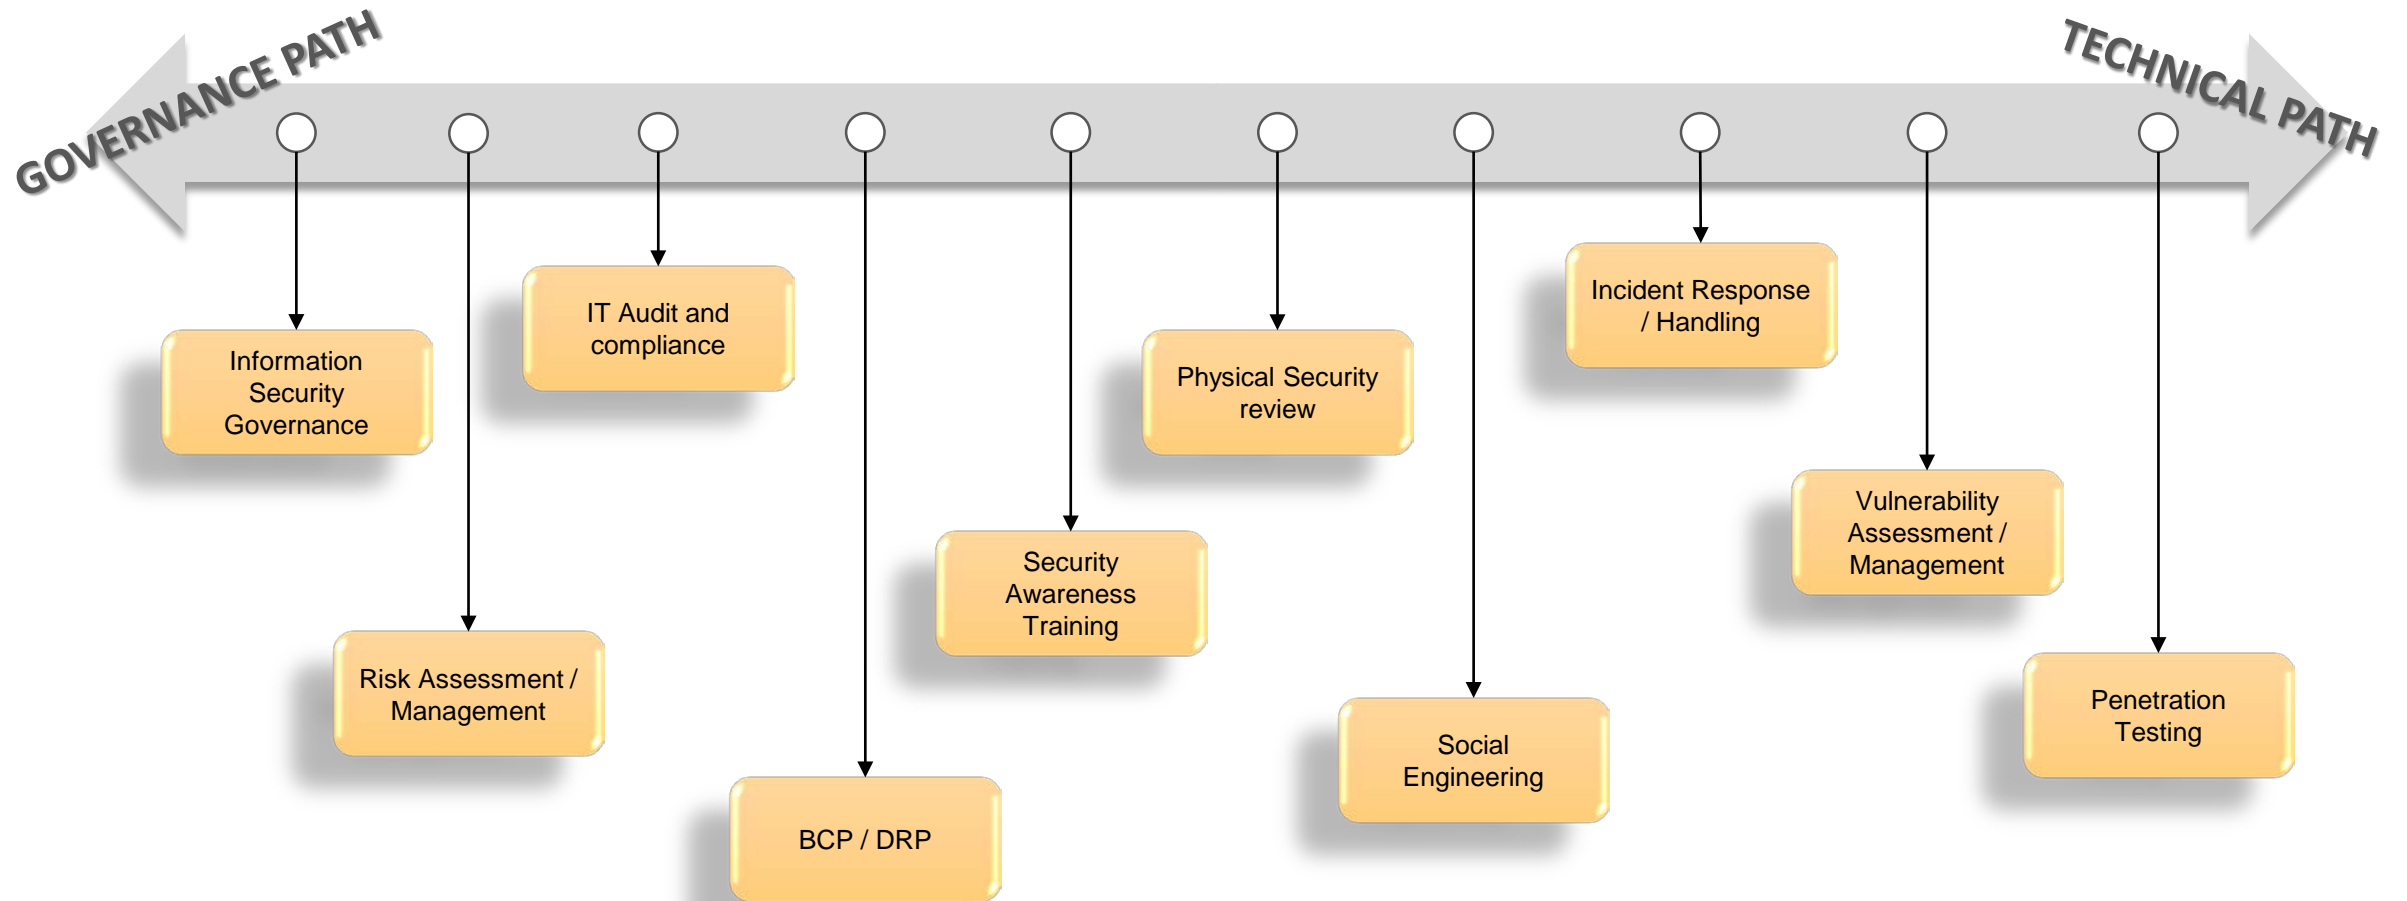 GOVERNANCE PATH
TECHNICAL PATH
Information
Security
Governance
Risk Assessment /
Management
IT Audit and
compliance
BCP / DRP
Security
Awareness
Training
Physical Security
review
Social
Engineering
Incident Response
/ Handling
Vulnerability
Assessment /
Management
Penetration
Testing